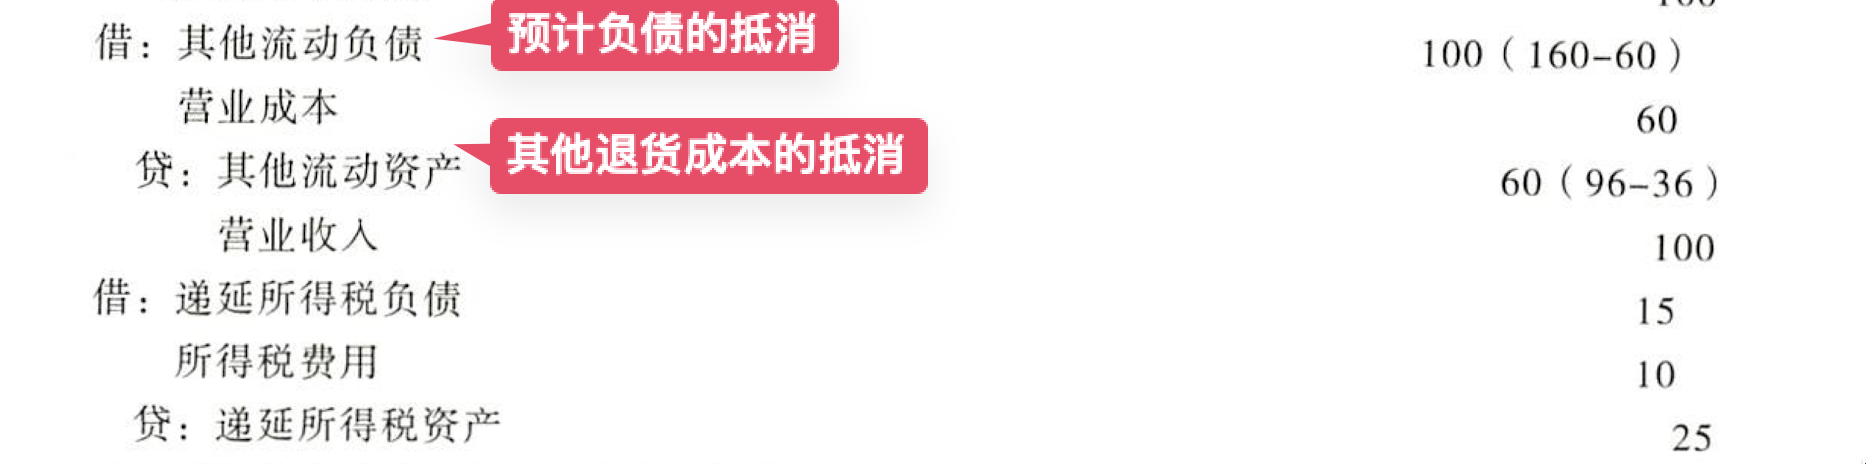 借：其他流动负债 预计负债的抵消 100（160-60）
营业成本 60
其他退货成本的抵消
贷：其他流动资产 60（96-36）
营业收入 100
借：递延所得税负债 15
所得税费用 10
贷：递延所得税资产 25